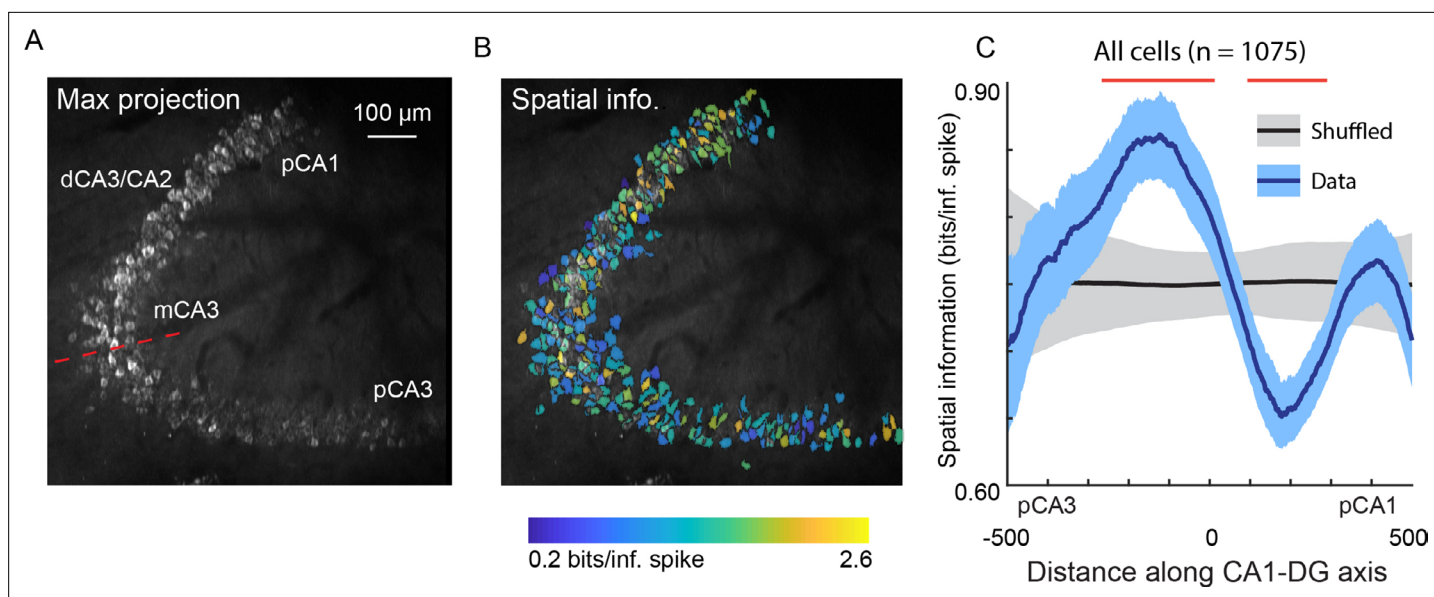 A
Max projection
100 µm
pCA1
dCA3/CA2
mCA3
pCA3
B
Spatial info.
0.2 bits/inf. spike
2.6
C
All cells (n = 1075)
0.90
Shuffled
Data
Spatial information (bits/inf. spike)
0.60
pCA3
pCA1
-500
0
500
Distance along CA1-DG axis